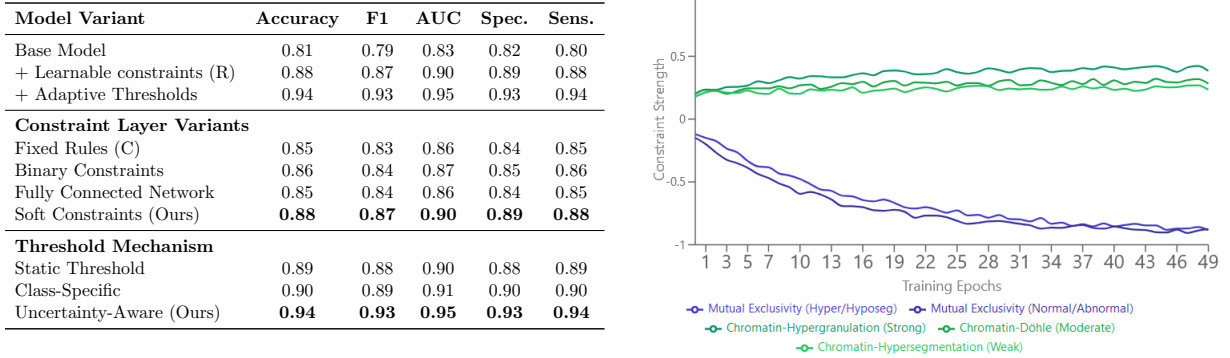 Model Variant Accuracy F1 AUC Spec. Sens.
Base Model 0.81 0.79 0.83 0.82 0.80
+ Learnable constraints (R) 0.88 0.87 0.90 0.89 0.88
+ Adaptive Thresholds 0.94 0.93 0.95 0.93 0.94
Constraint Layer Variants
Fixed Rules (C) 0.85 0.83 0.86 0.84 0.85
Binary Constraints 0.86 0.84 0.87 0.85 0.86
Fully Connected Network 0.85 0.84 0.86 0.84 0.85
Soft Constraints (Ours) 0.88 0.87 0.90 0.89 0.88
Threshold Mechanism
Static Threshold 0.89 0.88 0.90 0.88 0.89
Class-Specific 0.90 0.89 0.91 0.90 0.90
Uncertainty-Aware (Ours) 0.94 0.93 0.95 0.93 0.94
Constraint Strength
0.5
0
-0.5
-1
1 3 5 7 10 13 16 19 22 25 28 31 34 37 40 43 46 49
Training Epochs
Mutual Exclusivity (Hyper/Hyposeg) Mutual Exclusivity (Normal/Abnormal)
Chromatin-Hypergranulation (Strong) Chromatin-Döhle (Moderate)
Chromatin-Hypersegmentation (Weak)